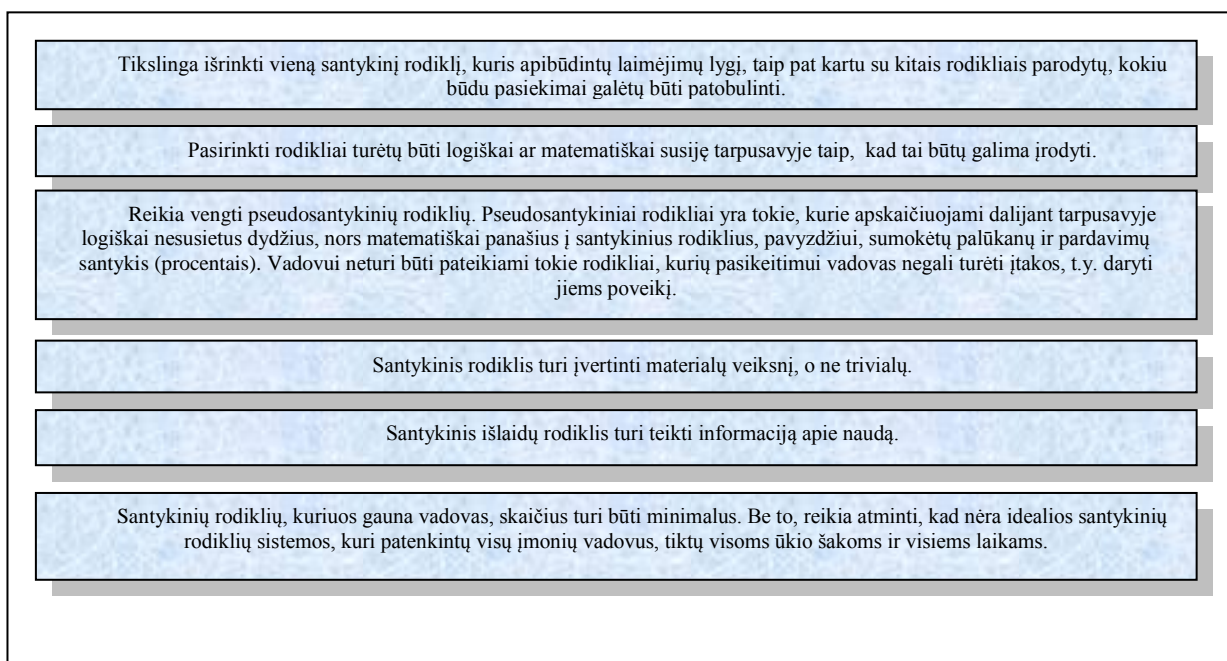 Tikslinga išrinkti vieną santykinį rodiklį, kuris apibūdintų laimėjimų lygį, taip pat kartu su kitais rodikliais parodytų, kokiu
būdu pasiekimai galėtų būti patobulinti.
Pasirinkti rodikliai turėtų būti logiškai ar matematiškai susiję tarpusavyje taip, kad tai būtų galima įrodyti.
Reikia vengti pseudosantykinių rodiklių. Pseudosantykiniai rodikliai yra tokie, kurie apskaičiuojami dalijant tarpusavyje
logiškai nesusietus dydžius, nors matematiškai panašius į santykinius rodiklius, pavyzdžiui, sumokėtų palūkanų ir pardavimų
santykis (procentais). Vadovui neturi būti pateikiami tokie rodikliai, kurių pasikeitimui vadovas negali turėti įtakos, t.y. daryti
jiems poveikį.
Santykinis rodiklis turi įvertinti materialų veiksnį, o ne trivialų.
Santykinis išlaidų rodiklis turi teikti informaciją apie naudą.
Santykinių rodiklių, kuriuos gauna vadovas, skaičius turi būti minimalus. Be to, reikia atminti, kad nėra idealios santykinių
rodiklių sistemos, kuri patenkintų visų įmonių vadovus, tiktų visoms ūkio šakoms ir visiems laikams.